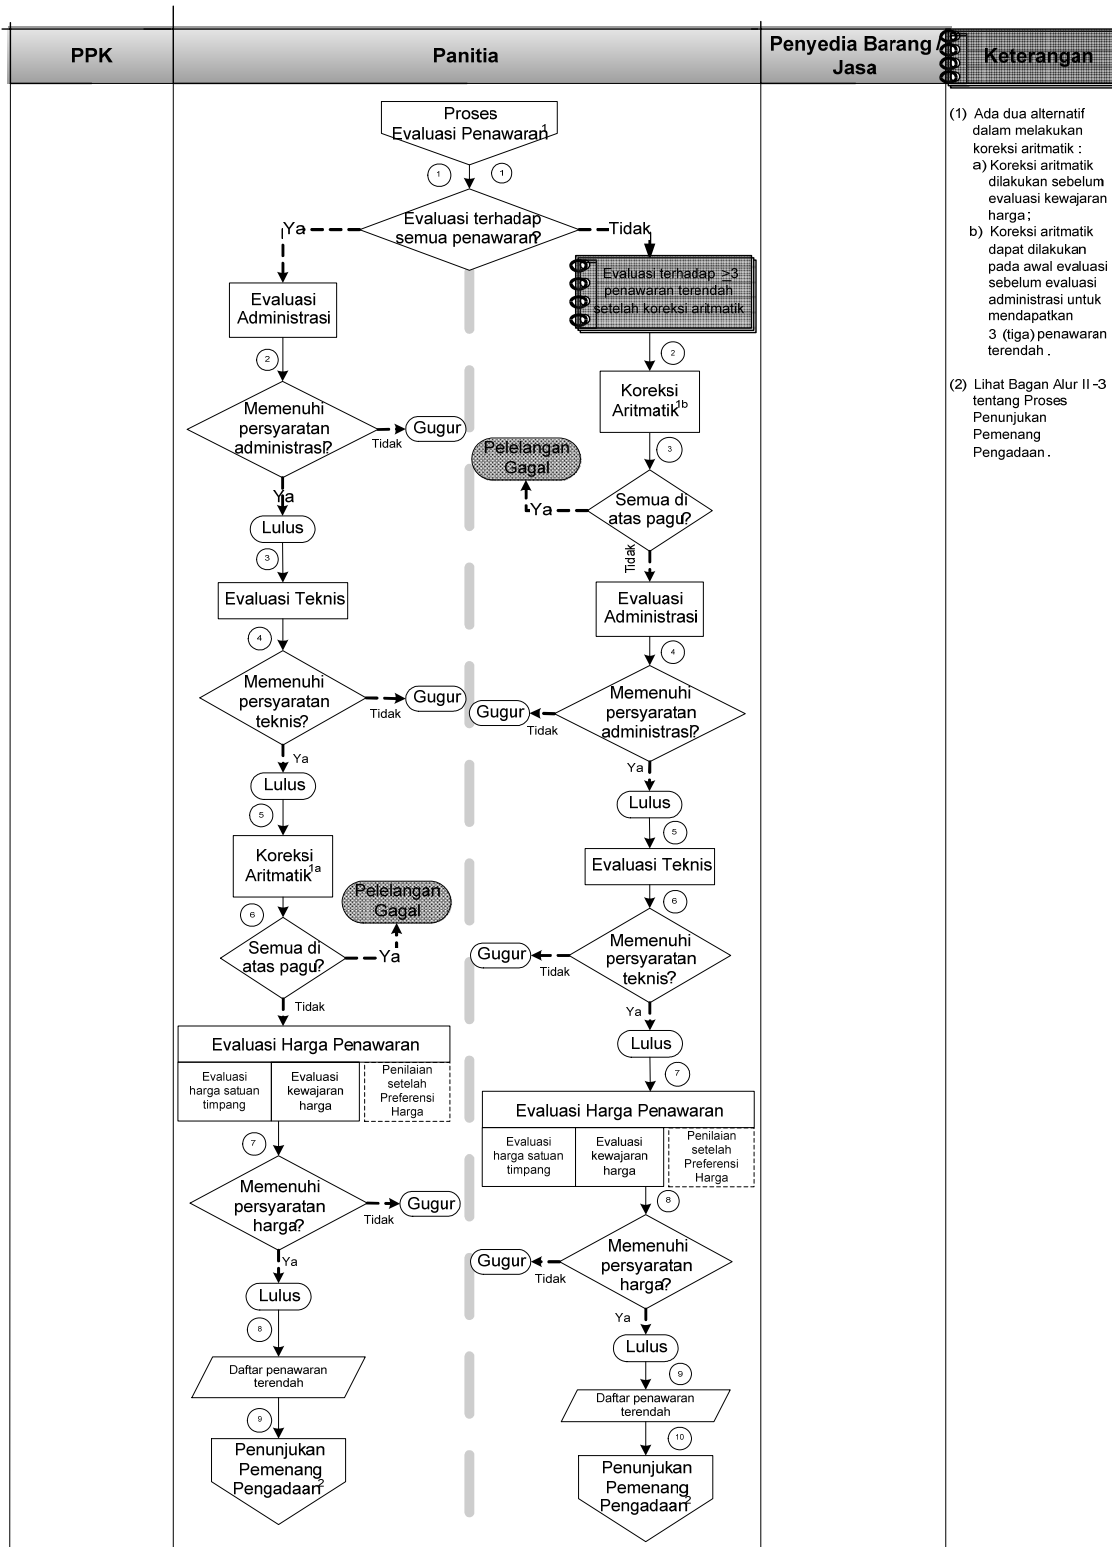 PPK
Panitia
Penyedia Barang /
Jasa
Keterangan
Proses
Evaluasi Penawaran1
1
1
Evaluasi terhadap
semua penawaran?
Ya
Tidak
Evaluasi
Administrasi
2
Memenuhi
persyaratan
administrasi?
Tidak
Gugur
Ya
Lulus
3
Evaluasi Teknis
4
Memenuhi
persyaratan
teknis?
Tidak
Gugur
Ya
Lulus
5
Koreksi
Aritmatik1a
6
Semua di
atas pagu?
Ya
Pelelangan
Gagal
Tidak
Evaluasi Harga Penawaran
Evaluasi
harga satuan
timpang
Evaluasi
kewajaran
harga
Penilaian
setelah
Preferensi
Harga
7
Memenuhi
persyaratan
harga?
Tidak
Gugur
Ya
Lulus
8
Daftar penawaran
terendah
9
Penunjukan
Pemenang
Pengadaan2
Evaluasi terhadap ≥3
penawaran terendah
setelah koreksi aritmatik
2
Koreksi
Aritmatik1b
3
Semua di
atas pagu?
Ya
Pelelangan
Gagal
Tidak
Evaluasi
Administrasi
4
Memenuhi
persyaratan
administrasi?
Tidak
Gugur
Ya
Lulus
5
Evaluasi Teknis
6
Memenuhi
persyaratan
teknis?
Tidak
Gugur
Ya
Lulus
7
Evaluasi Harga Penawaran
Evaluasi
harga satuan
timpang
Evaluasi
kewajaran
harga
Penilaian
setelah
Preferensi
Harga
8
Memenuhi
persyaratan
harga?
Tidak
Gugur
Ya
Lulus
9
Daftar penawaran
terendah
10
Penunjukan
Pemenang
Pengadaan2
(1) Ada dua alternatif
dalam melakukan
koreksi aritmatik :
a) Koreksi aritmatik
dilakukan sebelum
evaluasi kewajaran
harga;
b) Koreksi aritmatik
dapat dilakukan
pada awal evaluasi
sebelum evaluasi
administrasi untuk
mendapatkan
3 (tiga) penawaran
terendah .
(2) Lihat Bagan Alur II -3
tentang Proses
Penunjukan
Pemenang
Pengadaan .